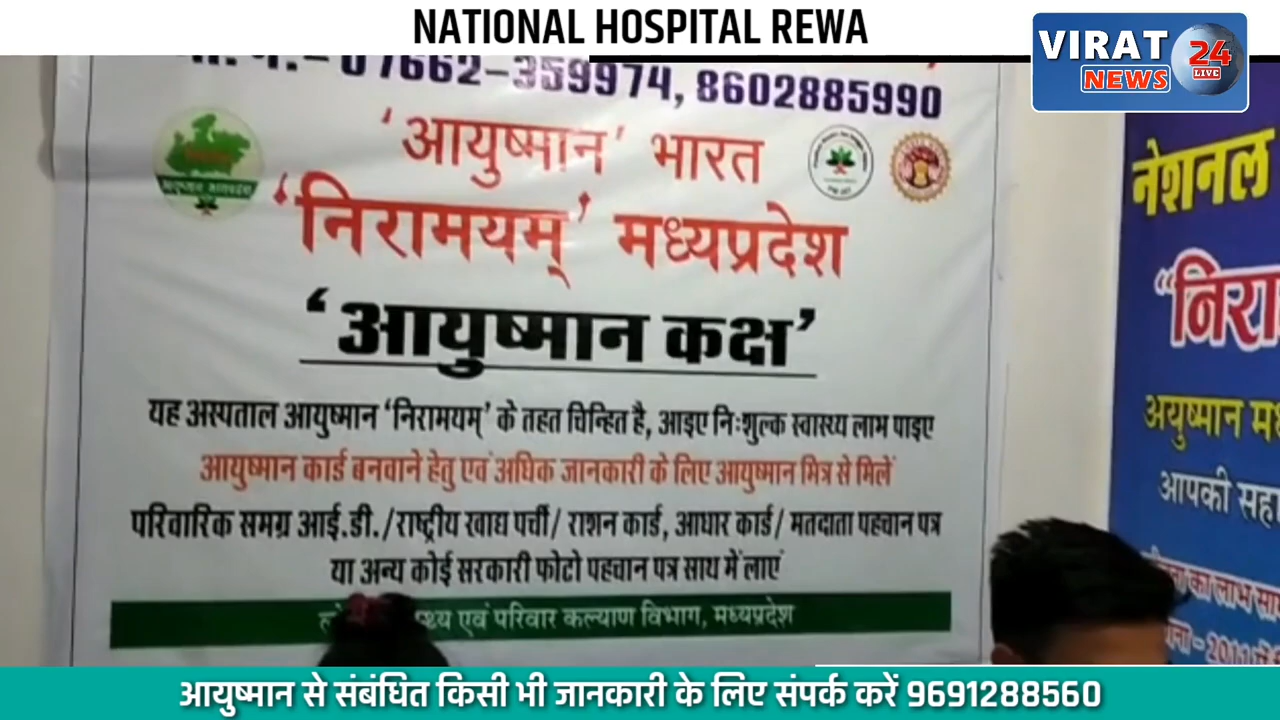 NATIONAL HOSPITAL REWA
VIRAT 24
NEWS LIVE
07662-359974, 8602885990
'आयुष्मान' भारत
'निरामयम्' मध्यप्रदेश
'आयुष्मान कक्ष'
यह अस्पताल आयुष्मान 'निरामयम्' के तहत चिन्हित है, आइए निःशुल्क स्वास्थ्य लाभ पाइए
आयुष्मान कार्ड बनवाने हेतु एवं अधिक जानकारी के लिए आयुष्मान मित्र से मिलें
परिवारिक समग्र आई.डी./राष्ट्रीय खाद्य पर्ची/ राशन कार्ड, आधार कार्ड/ मतदाता पहचान पत्र
या अन्य कोई सरकारी फोटो पहचान पत्र साथ में लाएं
एवं परिवार कल्याण विभाग, मध्यप्रदेश
नेशनल
"निरा
अयुष्मान मध
आपकी सहा
का लाभ
2011 में
आयुष्मान से संबंधित किसी भी जानकारी के लिए संपर्क करें 9691288560